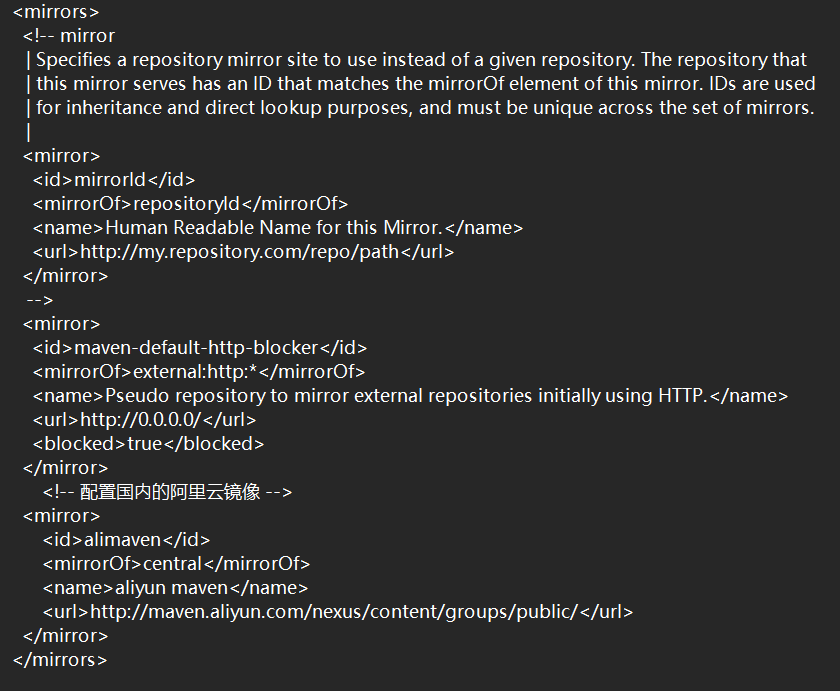 <mirrors>
<!-- mirror
| Specifies a repository mirror site to use instead of a given repository. The repository that
| this mirror serves has an ID that matches the mirrorOf element of this mirror. IDs are used
| for inheritance and direct lookup purposes, and must be unique across the set of mirrors.
|
<mirror>
<id>mirrorId</id>
<mirrorOf>repositoryId</mirrorOf>
<name>Human Readable Name for this Mirror.</name>
<url>http://my.repository.com/repo/path</url>
</mirror>
-->
<mirror>
<id>maven-default-http-blocker</id>
<mirrorOf>external:http:*</mirrorOf>
<name>Pseudo repository to mirror external repositories initially using HTTP.</name>
<url>http://0.0.0.0/</url>
<blocked>true</blocked>
</mirror>
<!-- 配置国内的阿里云镜像 -->
<mirror>
<id>alimaven</id>
<mirrorOf>central</mirrorOf>
<name>aliyun maven</name>
<url>http://maven.aliyun.com/nexus/content/groups/public/</url>
</mirror>
</mirrors>